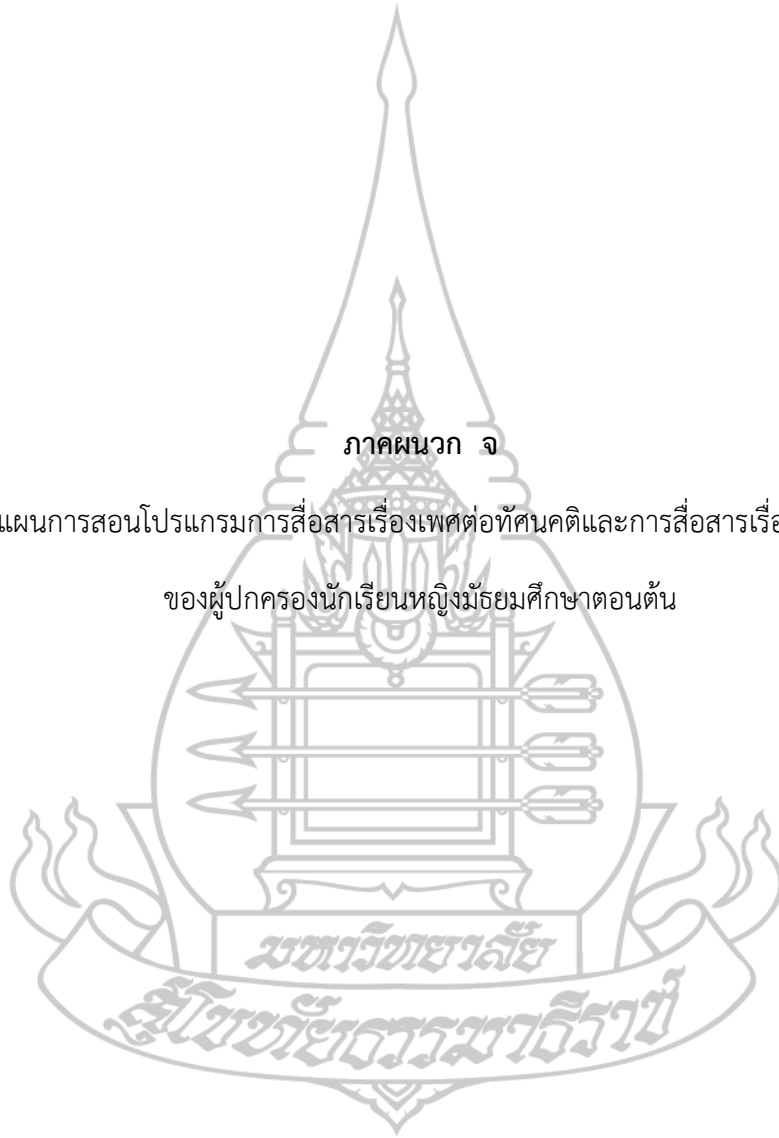 ภาคผนวก จ
แผนการสอนโปรแกรมการสื่อสารเรื่องเพศต่อทัศนคติและการสื่อสารเรื่อ
ของผู้ปกครองนักเรียนหญิงมัธยมศึกษาตอนต้น
มหาวิทยาลัย
สุโขทัยธรรมาธิราช